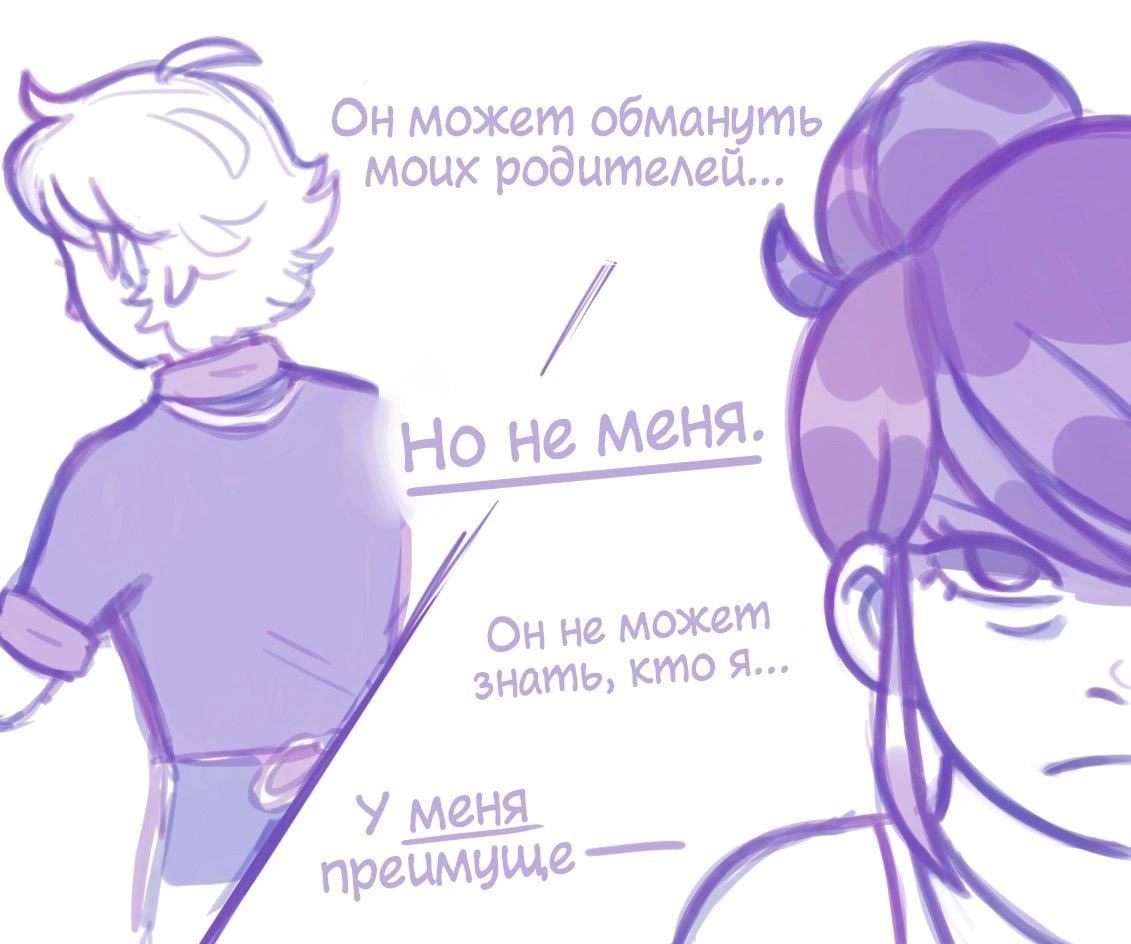 Он может обмануть
моих родителей...
Но не меня.
Он не может
знать, кто я...
У меня
преимуще —